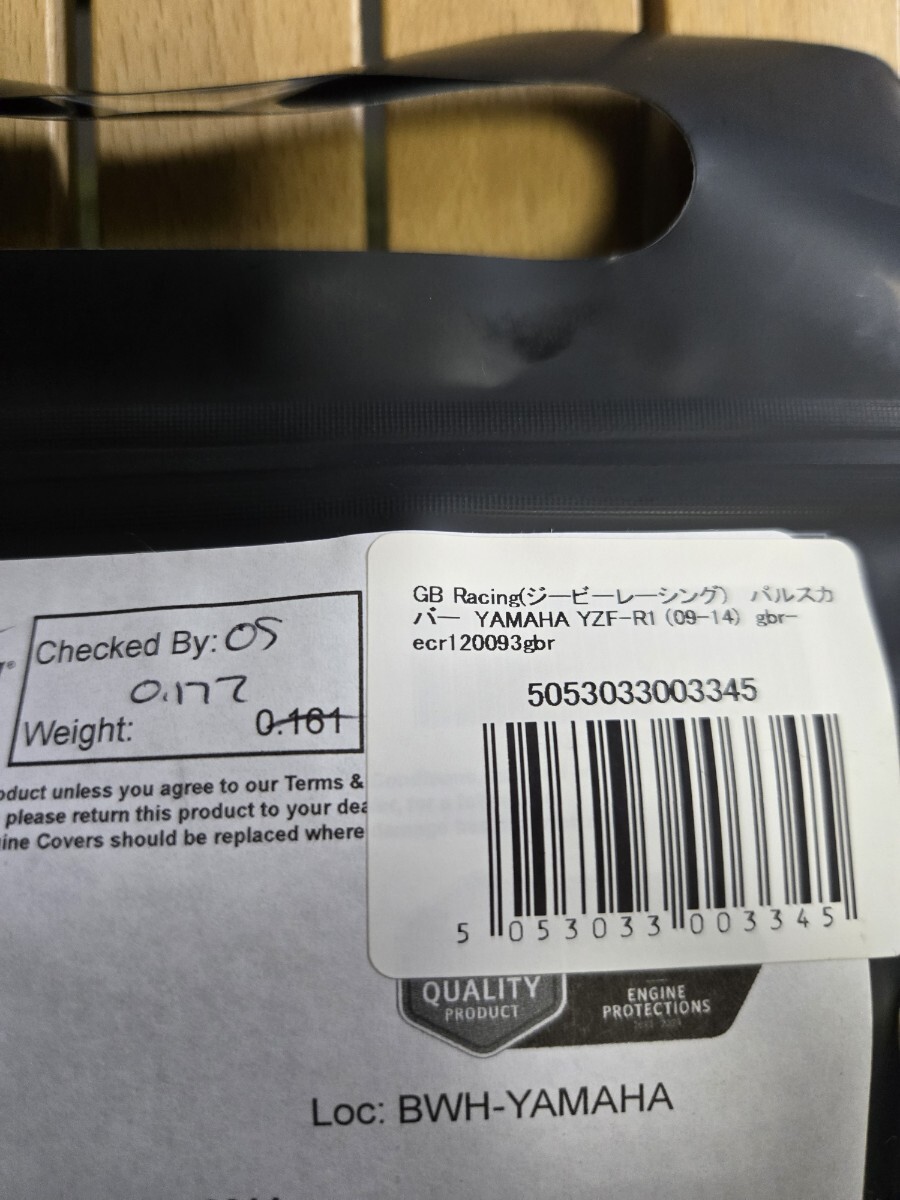 GB Racing(ジービーレーシング) パルスカ
バー YAMAHA YZF-R1 (09-14) gbr-
ecr120093gbr
5053033003345
5 053033 003345
Checked By: OS
0.177
Weight: 0.161
oduct unless you agree to our Terms &
please return this product to your dea
ine Covers should be replaced where
QUALITY
PRODUCT
ENGINE
PROTECTIONS
Loc: BWH-YAMAHA